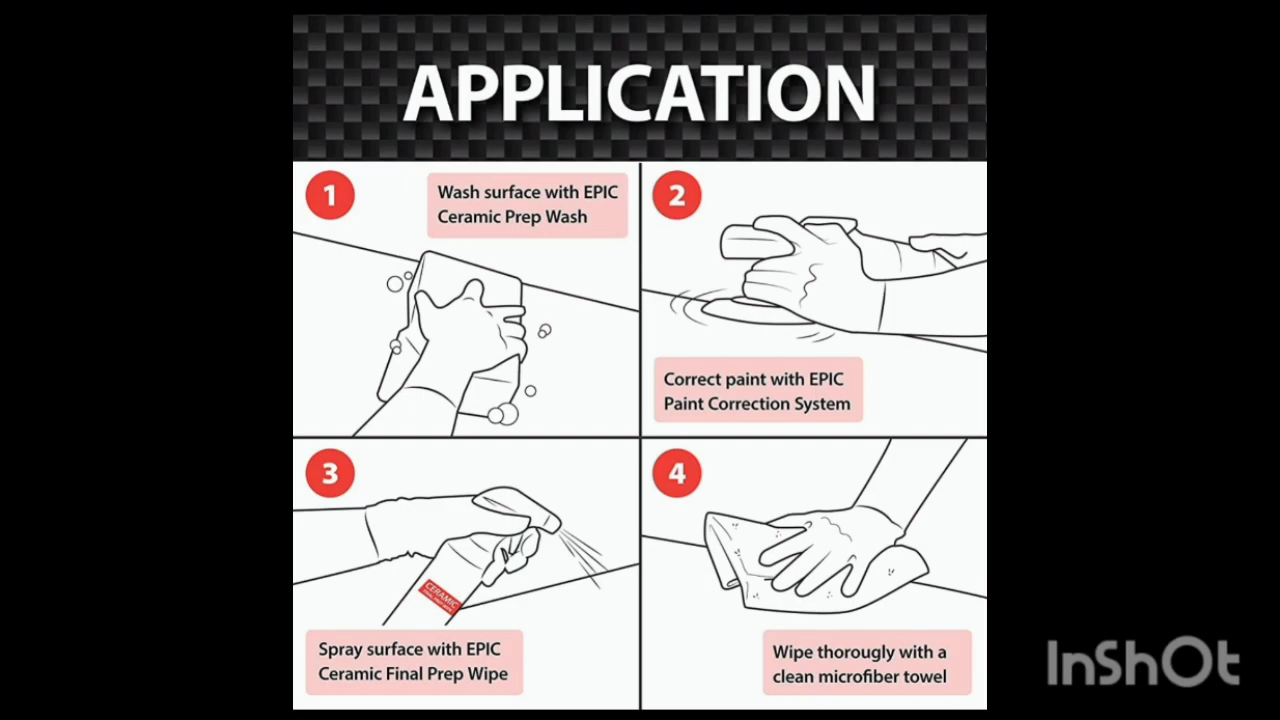 APPLICATION
1
Wash surface with EPIC
Ceramic Prep Wash
2
Correct paint with EPIC
Paint Correction System
3
CERAMIC
Spray surface with EPIC
Ceramic Final Prep Wipe
4
Wipe thorougly with a
clean microfiber towel
InShOt